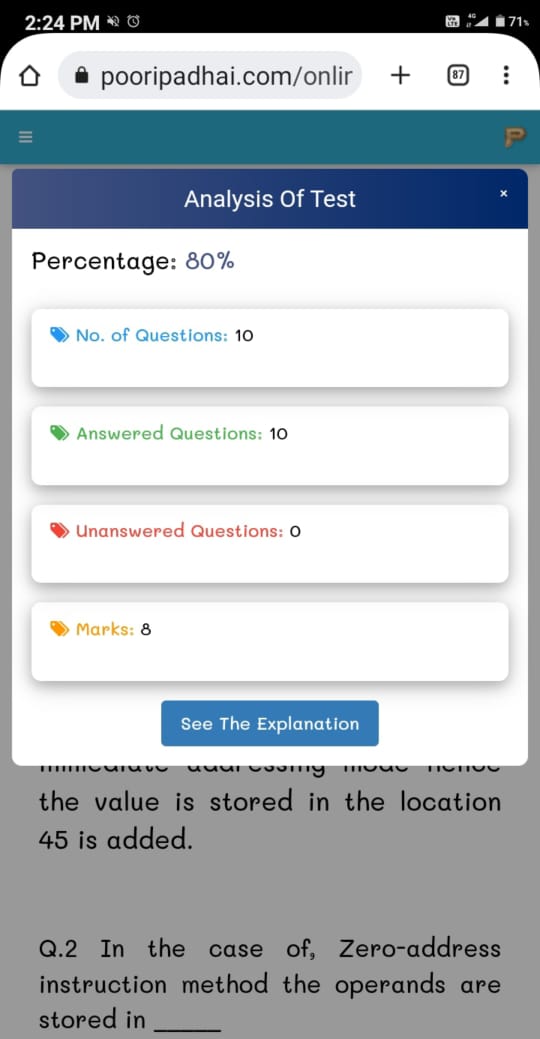 2:24 PM
71%
pooripadhai.com/onlir
87
Analysis Of Test
×
Percentage: 80%
No. of Questions: 10
Answered Questions: 10
Unanswered Questions: 0
Marks: 8
See The Explanation
the value is stored in the location
45 is added.
Q.2 In the case of, Zero-address
instruction method the operands are
stored in ______